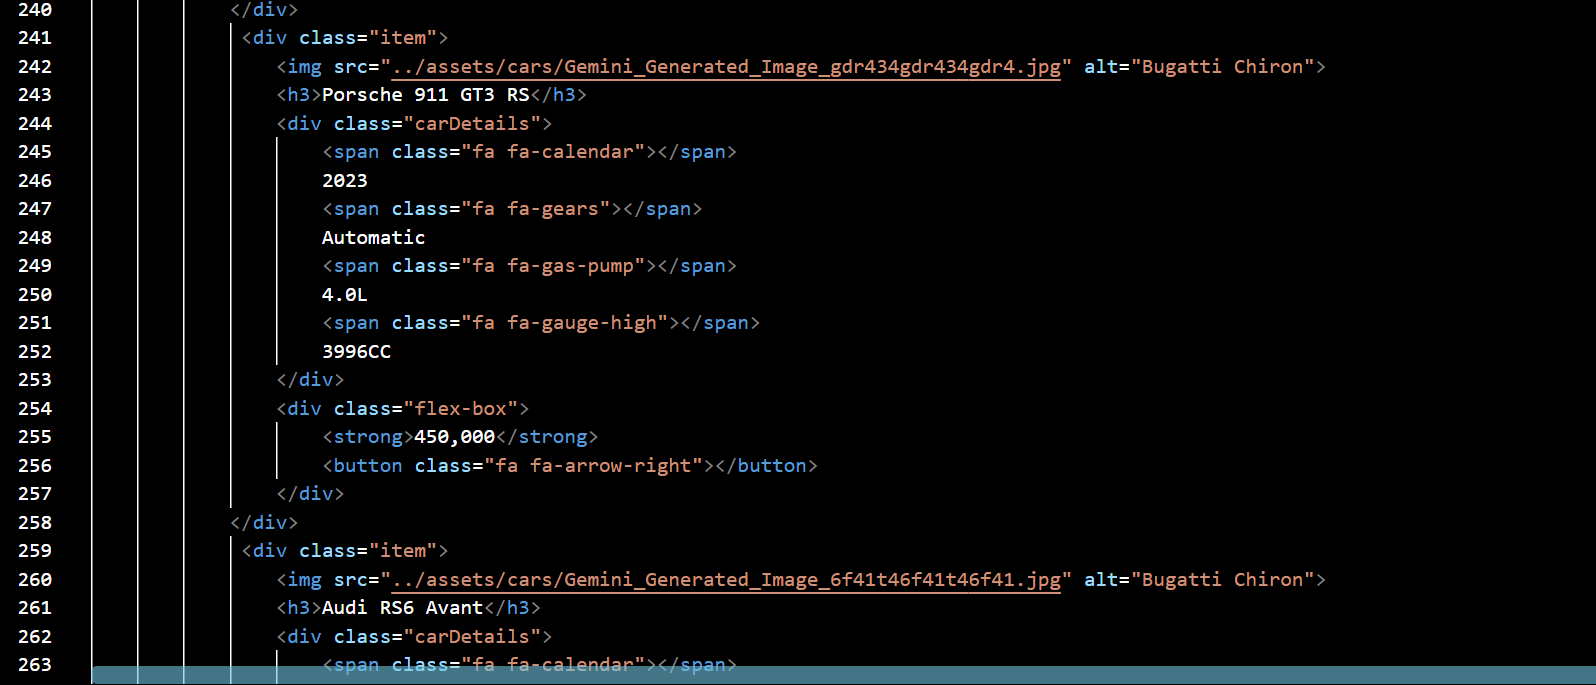 240 </div>
241 <div class="item">
242 <img src="../assets/cars/Gemini_Generated_Image_gdr434gdr434gdr4.jpg" alt="Bugatti Chiron">
243 <h3>Porsche 911 GT3 RS</h3>
244 <div class="carDetails">
245 <span class="fa fa-calendar"></span>
246 2023
247 <span class="fa fa-gears"></span>
248 Automatic
249 <span class="fa fa-gas-pump"></span>
250 4.0L
251 <span class="fa fa-gauge-high"></span>
252 3996CC
253 </div>
254 <div class="flex-box">
255 <strong>450,000</strong>
256 <button class="fa fa-arrow-right"></button>
257 </div>
258 </div>
259 <div class="item">
260 <img src="../assets/cars/Gemini_Generated_Image_6f41t46f41t46f41.jpg" alt="Bugatti Chiron">
261 <h3>Audi RS6 Avant</h3>
262 <div class="carDetails">
263 <span class="fa fa-calendar"></span>